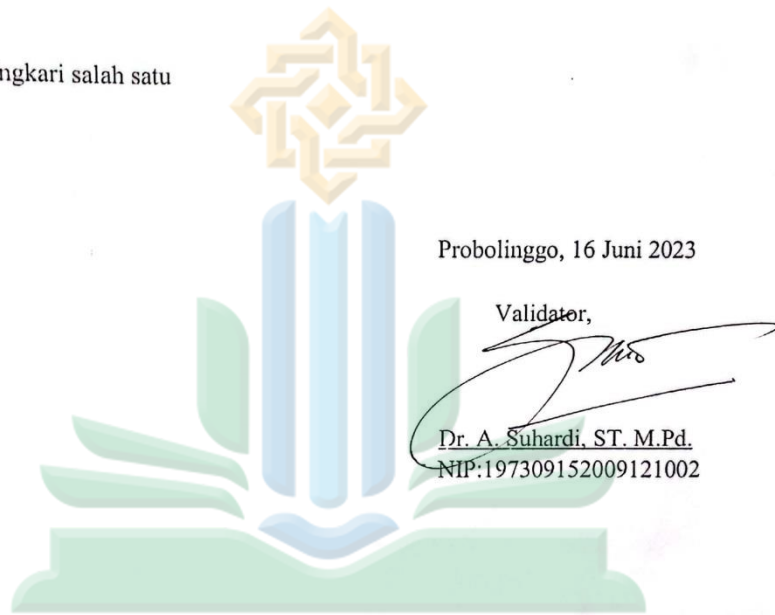 ngkari salah satu
Probolinggo, 16 Juni 2023
Validator,
Dr. A. Suhardi, ST. M.Pd.
NIP:197309152009121002